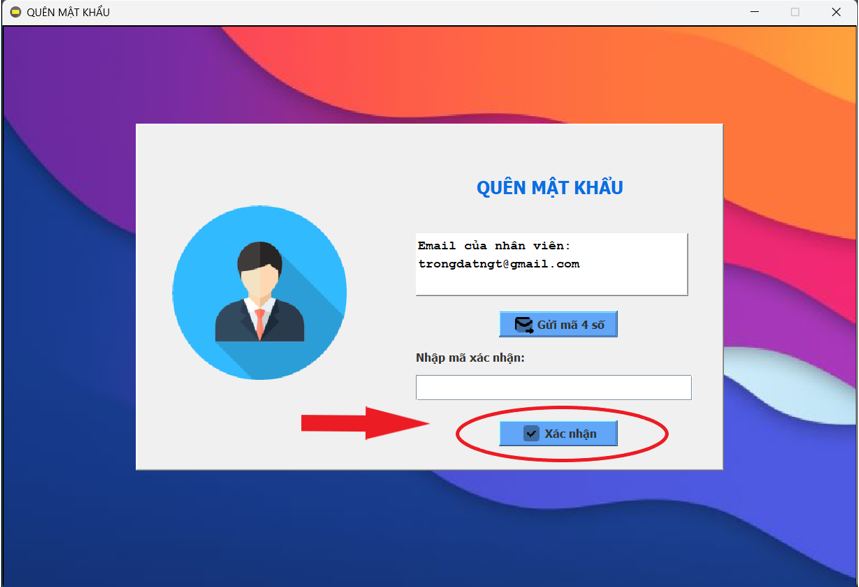 QUÊN MẬT KHẨU
QUÊN MẬT KHẨU
Email của nhân viên:
trongdatngt@gmail.com
Gửi mã 4 số
Nhập mã xác nhận:
Xác nhận